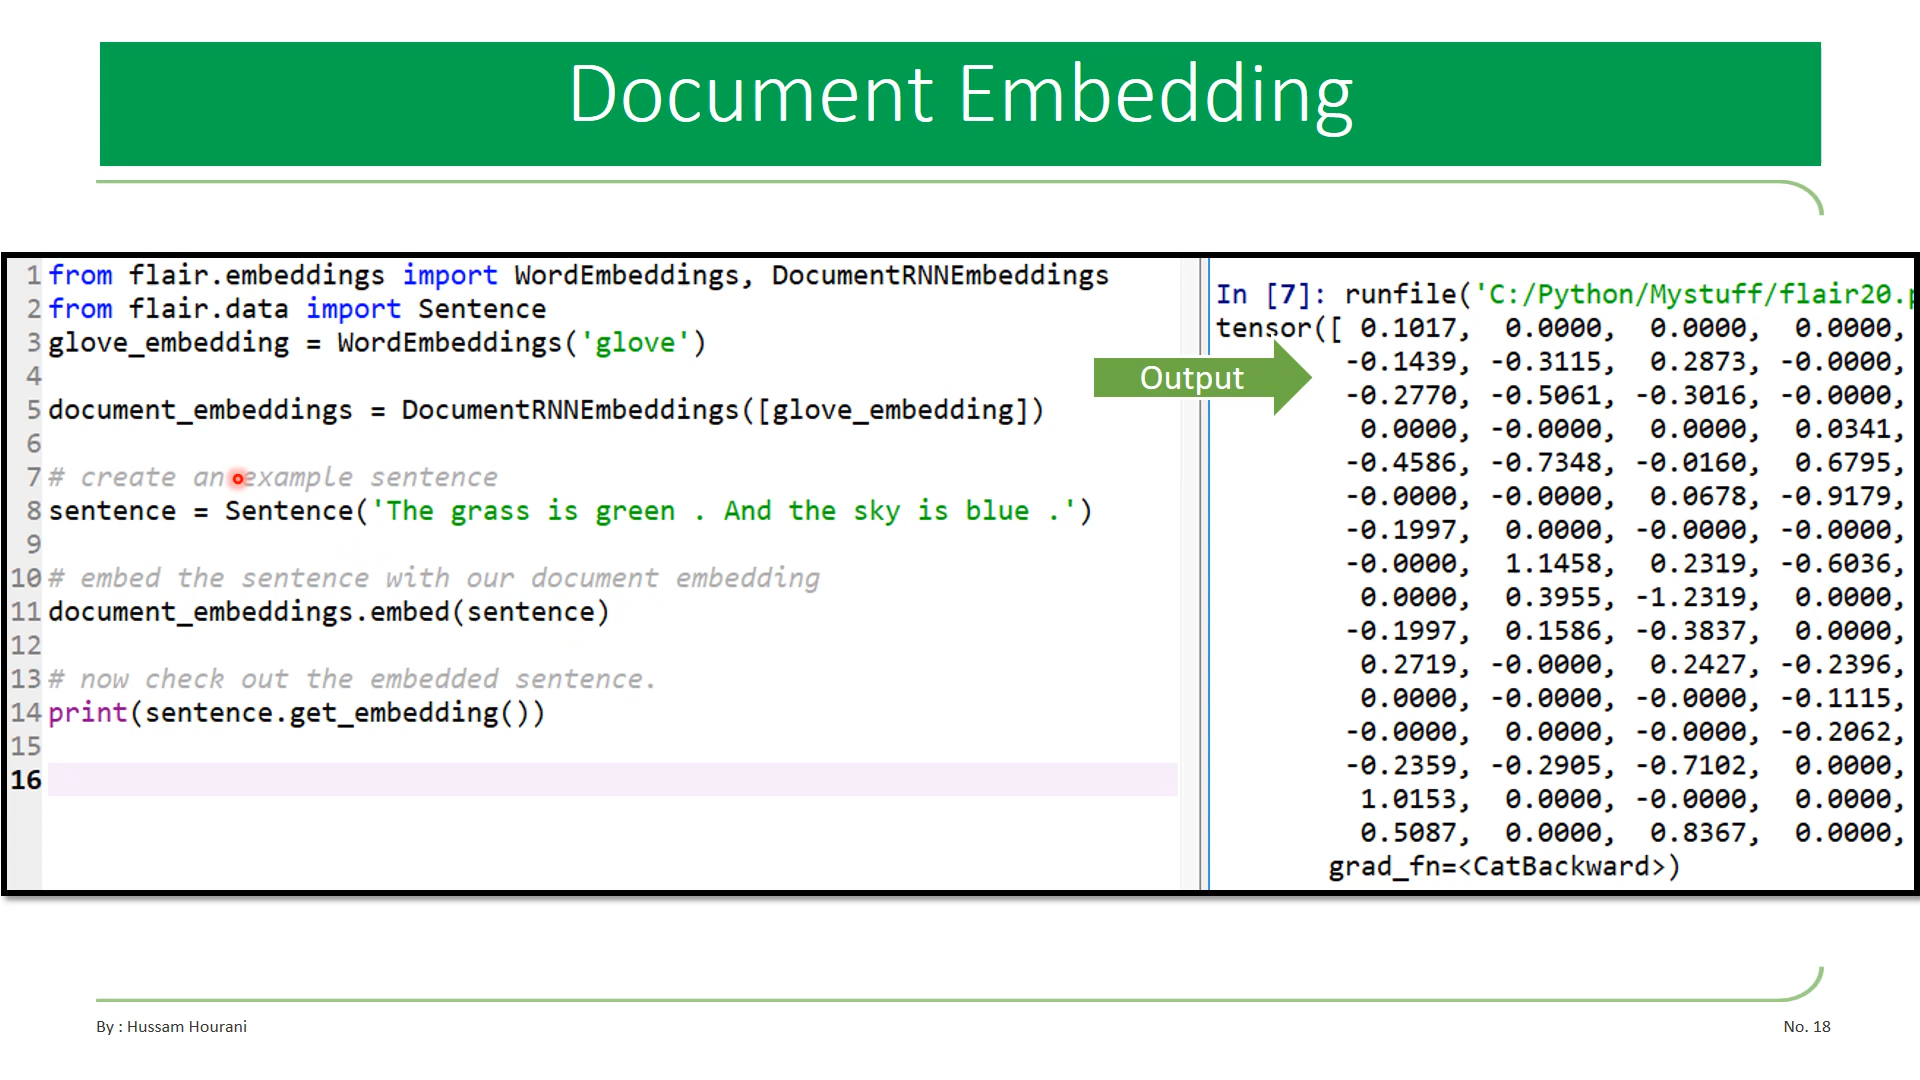 Document Embedding
1 from flair.embeddings import WordEmbeddings, DocumentRNNEmbeddings
2 from flair.data import Sentence
3 glove_embedding = WordEmbeddings('glove')
4
5 document_embeddings = DocumentRNNEmbeddings([glove_embedding])
6
7 # create an example sentence
8 sentence = Sentence('The grass is green . And the sky is blue .')
9
10 # embed the sentence with our document embedding
11 document_embeddings.embed(sentence)
12
13 # now check out the embedded sentence.
14 print(sentence.get_embedding())
15
16
Output
In [7]: runfile('C:/Python/Mystuff/flair20.p
tensor([ 0.1017, 0.0000, 0.0000, 0.0000,
-0.1439, -0.3115, 0.2873, -0.0000,
-0.2770, -0.5061, -0.3016, -0.0000,
0.0000, -0.0000, 0.0000, 0.0341,
-0.4586, -0.7348, -0.0160, 0.6795,
-0.0000, -0.0000, 0.0678, -0.9179,
-0.1997, 0.0000, -0.0000, -0.0000,
-0.0000, 1.1458, 0.2319, -0.6036,
0.0000, 0.3955, -1.2319, 0.0000,
-0.1997, 0.1586, -0.3837, 0.0000,
0.2719, -0.0000, 0.2427, -0.2396,
0.0000, -0.0000, -0.0000, -0.1115,
-0.0000, 0.0000, -0.0000, -0.2062,
-0.2359, -0.2905, -0.7102, 0.0000,
1.0153, 0.0000, -0.0000, 0.0000,
0.5087, 0.0000, 0.8367, 0.0000,
grad_fn=<CatBackward>)
By : Hussam Hourani
No. 18